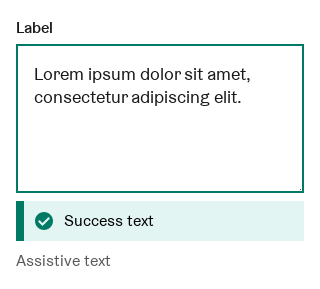 Label
Lorem ipsum dolor sit amet,
consectetur adipiscing elit.
Success text
Assistive text